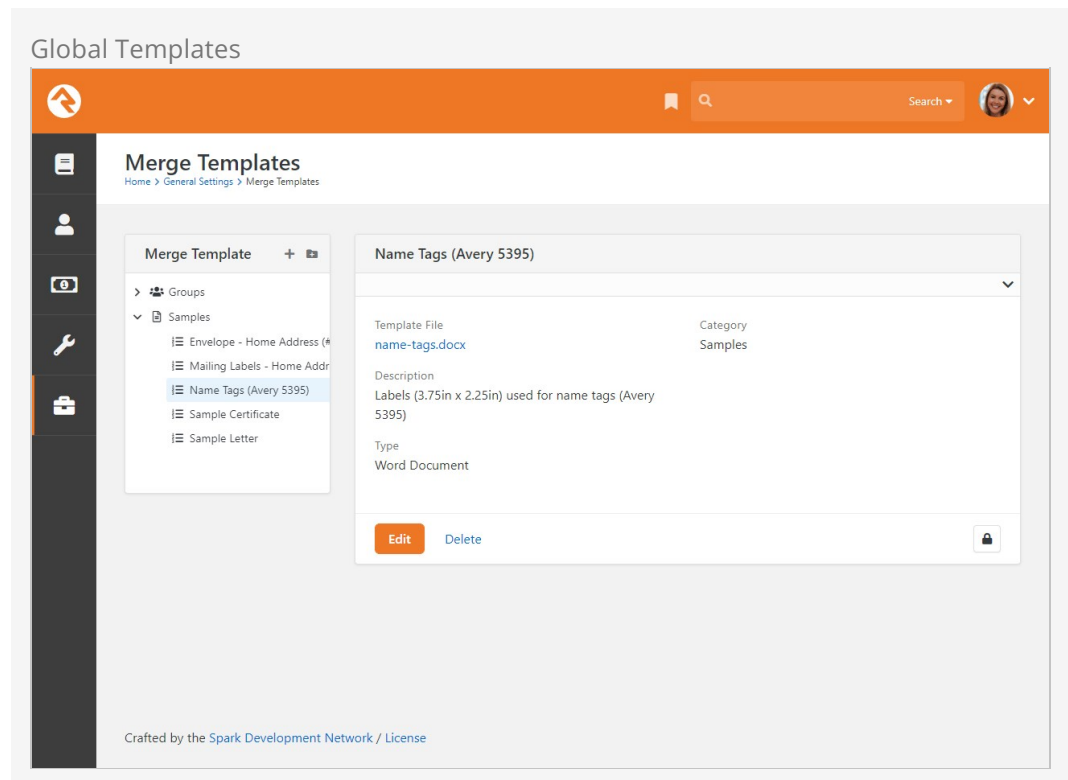 Global Templates
Search
Merge Templates
Home > General Settings > Merge Templates
Merge Template
Groups
Samples
Envelope - Home Address (#
Mailing Labels - Home Addr
Name Tags (Avery 5395)
Sample Certificate
Sample Letter
Name Tags (Avery 5395)
Template File
name-tags.docx
Category
Samples
Description
Labels (3.75in x 2.25in) used for name tags (Avery
5395)
Type
Word Document
Edit
Delete
Crafted by the Spark Development Network / License